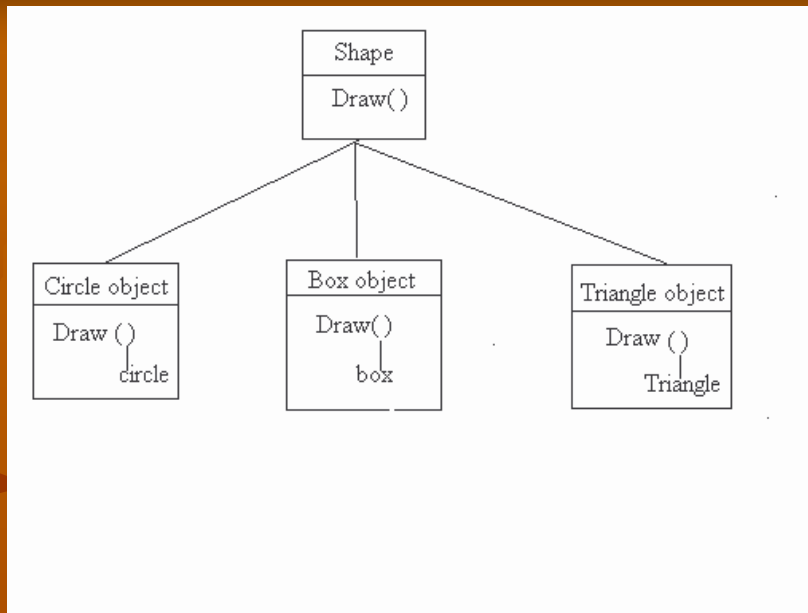 Shape
Draw()
Circle object
Draw ()
circle
Box object
Draw()
box
Triangle object
Draw ()
Triangle